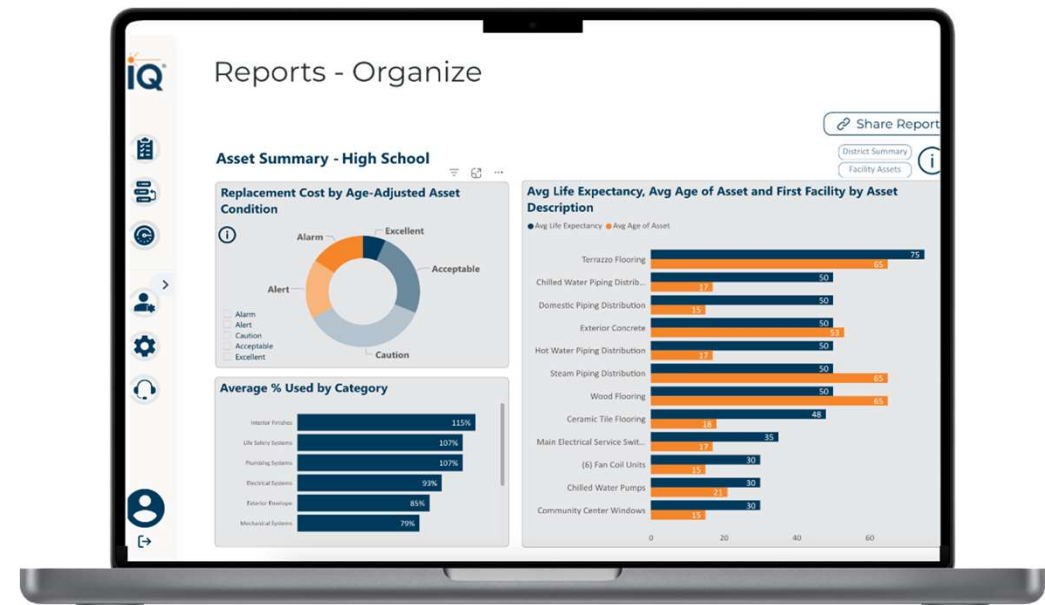 iQ
Reports - Organize
Share Report
District Summary
Facility Assets
i
Asset Summary - High School
Replacement Cost by Age-Adjusted Asset
Condition
i
Alarm
Excellent
Acceptable
Alert
Caution
Alarm
Alert
Caution
Acceptable
Excellent
Average % Used by Category
Interior Finishes
115%
Life Safety Systems
107%
Plumbing Systems
107%
Electrical Systems
93%
Exterior Envelope
85%
Mechanical Systems
79%
Avg Life Expectancy, Avg Age of Asset and First Facility by Asset
Description
Avg Life Expectancy
Avg Age of Asset
Terrazzo Flooring
75
65
Chilled Water Piping Distrib...
50
17
Domestic Piping Distribution
50
15
Exterior Concrete
50
53
Hot Water Piping Distribution
50
17
Steam Piping Distribution
50
65
Wood Flooring
50
65
Ceramic Tile Flooring
48
18
Main Electrical Service Swit...
35
17
(6) Fan Coil Units
30
15
Chilled Water Pumps
30
21
Community Center Windows
30
15
0
20
40
60